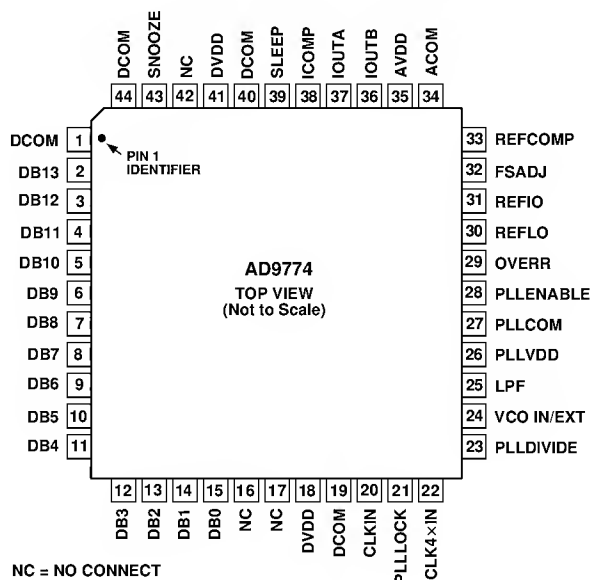 DCOM
SNOOZE
NC
DVDD
DCOM
SLEEP
ICOMP
IOUTA
IOUTB
AVDD
ACOM
44 43 42 41 40 39 38 37 36 35 34
DCOM 1
DB13 2
DB12 3
DB11 4
DB10 5
DB9 6
DB8 7
DB7 8
DB6 9
DB5 10
DB4 11
PIN 1
IDENTIFIER
AD9774
TOP VIEW
(Not to Scale)
33 REFCOMP
32 FSADJ
31 REFIO
30 REFLO
29 OVERR
28 PLLENABLE
27 PLLCOM
26 PLLVDD
25 LPF
24 VCO IN/EXT
23 PLLDIVIDE
12 13 14 15 16 17 18 19 20 21 22
DB3
DB2
DB1
DB0
NC
NC
DVDD
DCOM
CLKIN
PLLLOCK
CLK4×IN
NC = NO CONNECT